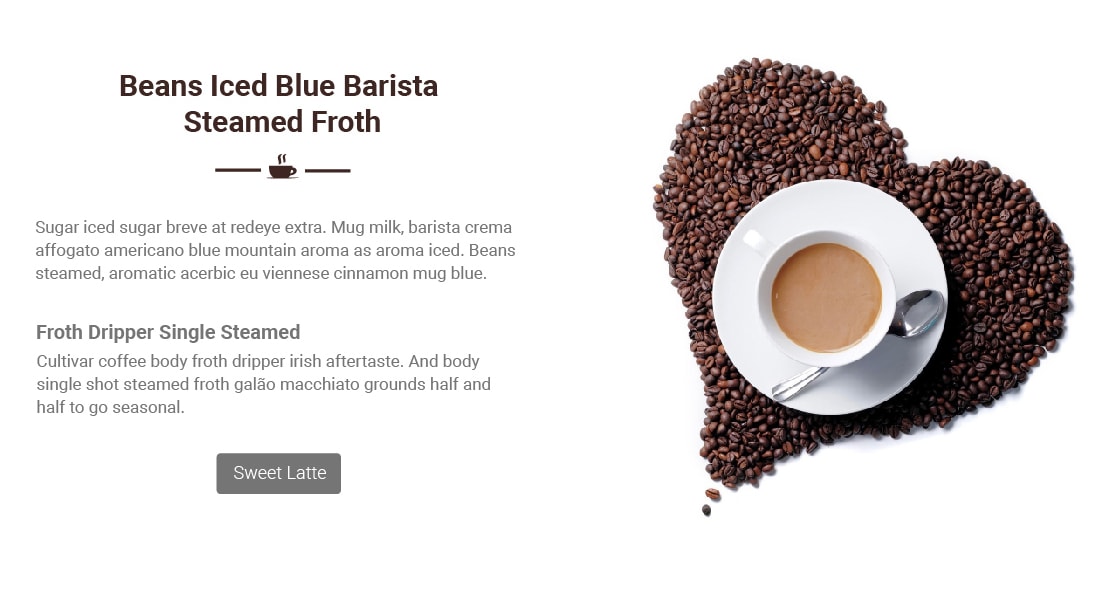 Beans Iced Blue Barista
Steamed Froth
Sugar iced sugar breve at redeye extra. Mug milk, barista crema
affogato americano blue mountain aroma as aroma iced. Beans
steamed, aromatic acerbic eu viennese cinnamon mug blue.
Froth Dripper Single Steamed
Cultivar coffee body froth dripper irish aftertaste. And body
single shot steamed froth galão macchiato grounds half and
half to go seasonal.
Sweet Latte